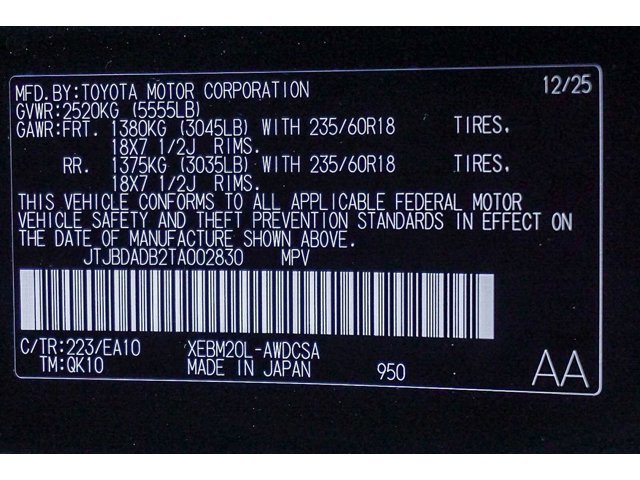 MFD.BY:TOYOTA MOTOR CORPORATION 12/25
GVWR:2520KG (5555LB)
GAWR:FRT. 1380KG (3045LB) WITH 235/60R18 TIRES,
18X7 1/2J RIMS.
RR. 1375KG (3035LB) WITH 235/60R18 TIRES,
18X7 1/2J RIMS.
THIS VEHICLE CONFORMS TO ALL APPLICABLE FEDERAL MOTOR
VEHICLE SAFETY AND THEFT PREVENTION STANDARDS IN EFFECT ON
THE DATE OF MANUFACTURE SHOWN ABOVE.
JTJBDADB2TA002830 MPV
C/TR:223/EA10 XEBM20L-AWDCSA
TM:QK10 MADE IN JAPAN 950 AA